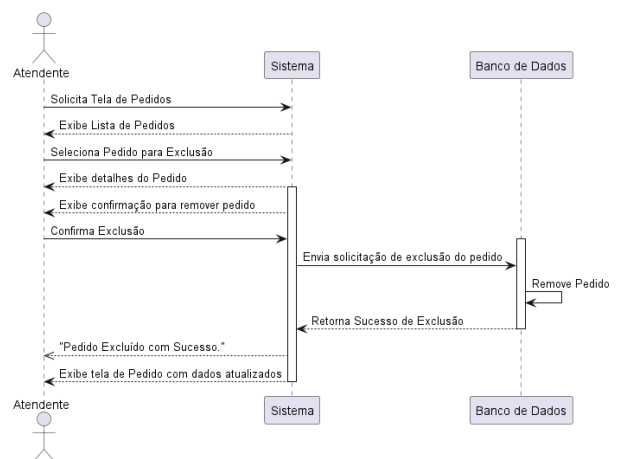 Atendente
Sistema
Banco de Dados
Solicita Tela de Pedidos
Exibe Lista de Pedidos
Seleciona Pedido para Exclusão
Exibe detalhes do Pedido
Exibe confirmação para remover pedido
Confirma Exclusão
Envia solicitação de exclusão do pedido
Remove Pedido
Retorna Sucesso de Exclusão
"Pedido Excluído com Sucesso."
Exibe tela de Pedido com dados atualizados
Atendente
Sistema
Banco de Dados